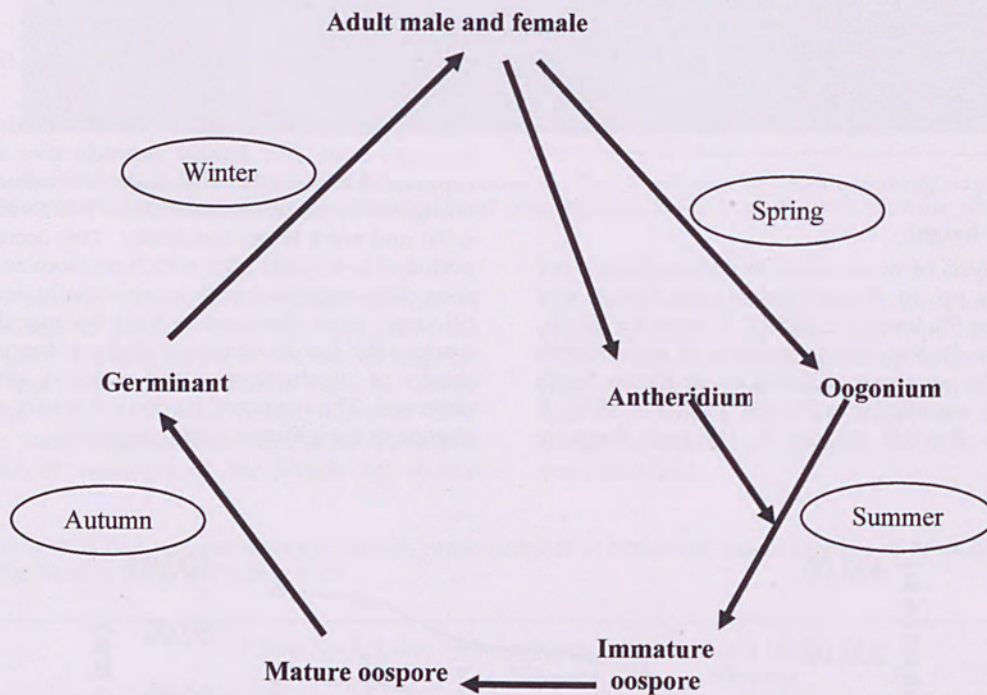 Adult male and female
Winter
Spring
Germinant
Antheridium
Oogonium
Autumn
Summer
Immature
oospore
Mature oospore